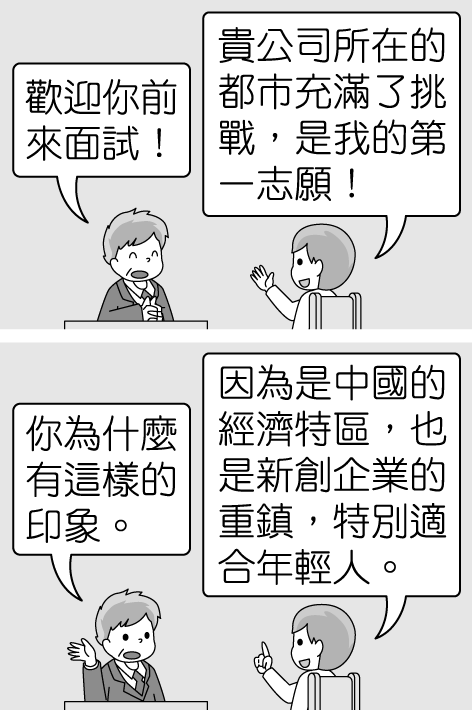 歡迎你前
來面試！
貴公司所在的
都市充滿了挑
戰，是我的第
一志願！
你為什麼
有這樣的
印象。
因為是中國的
經濟特區，也
是新創企業的
重鎮，特別適
合年輕人。